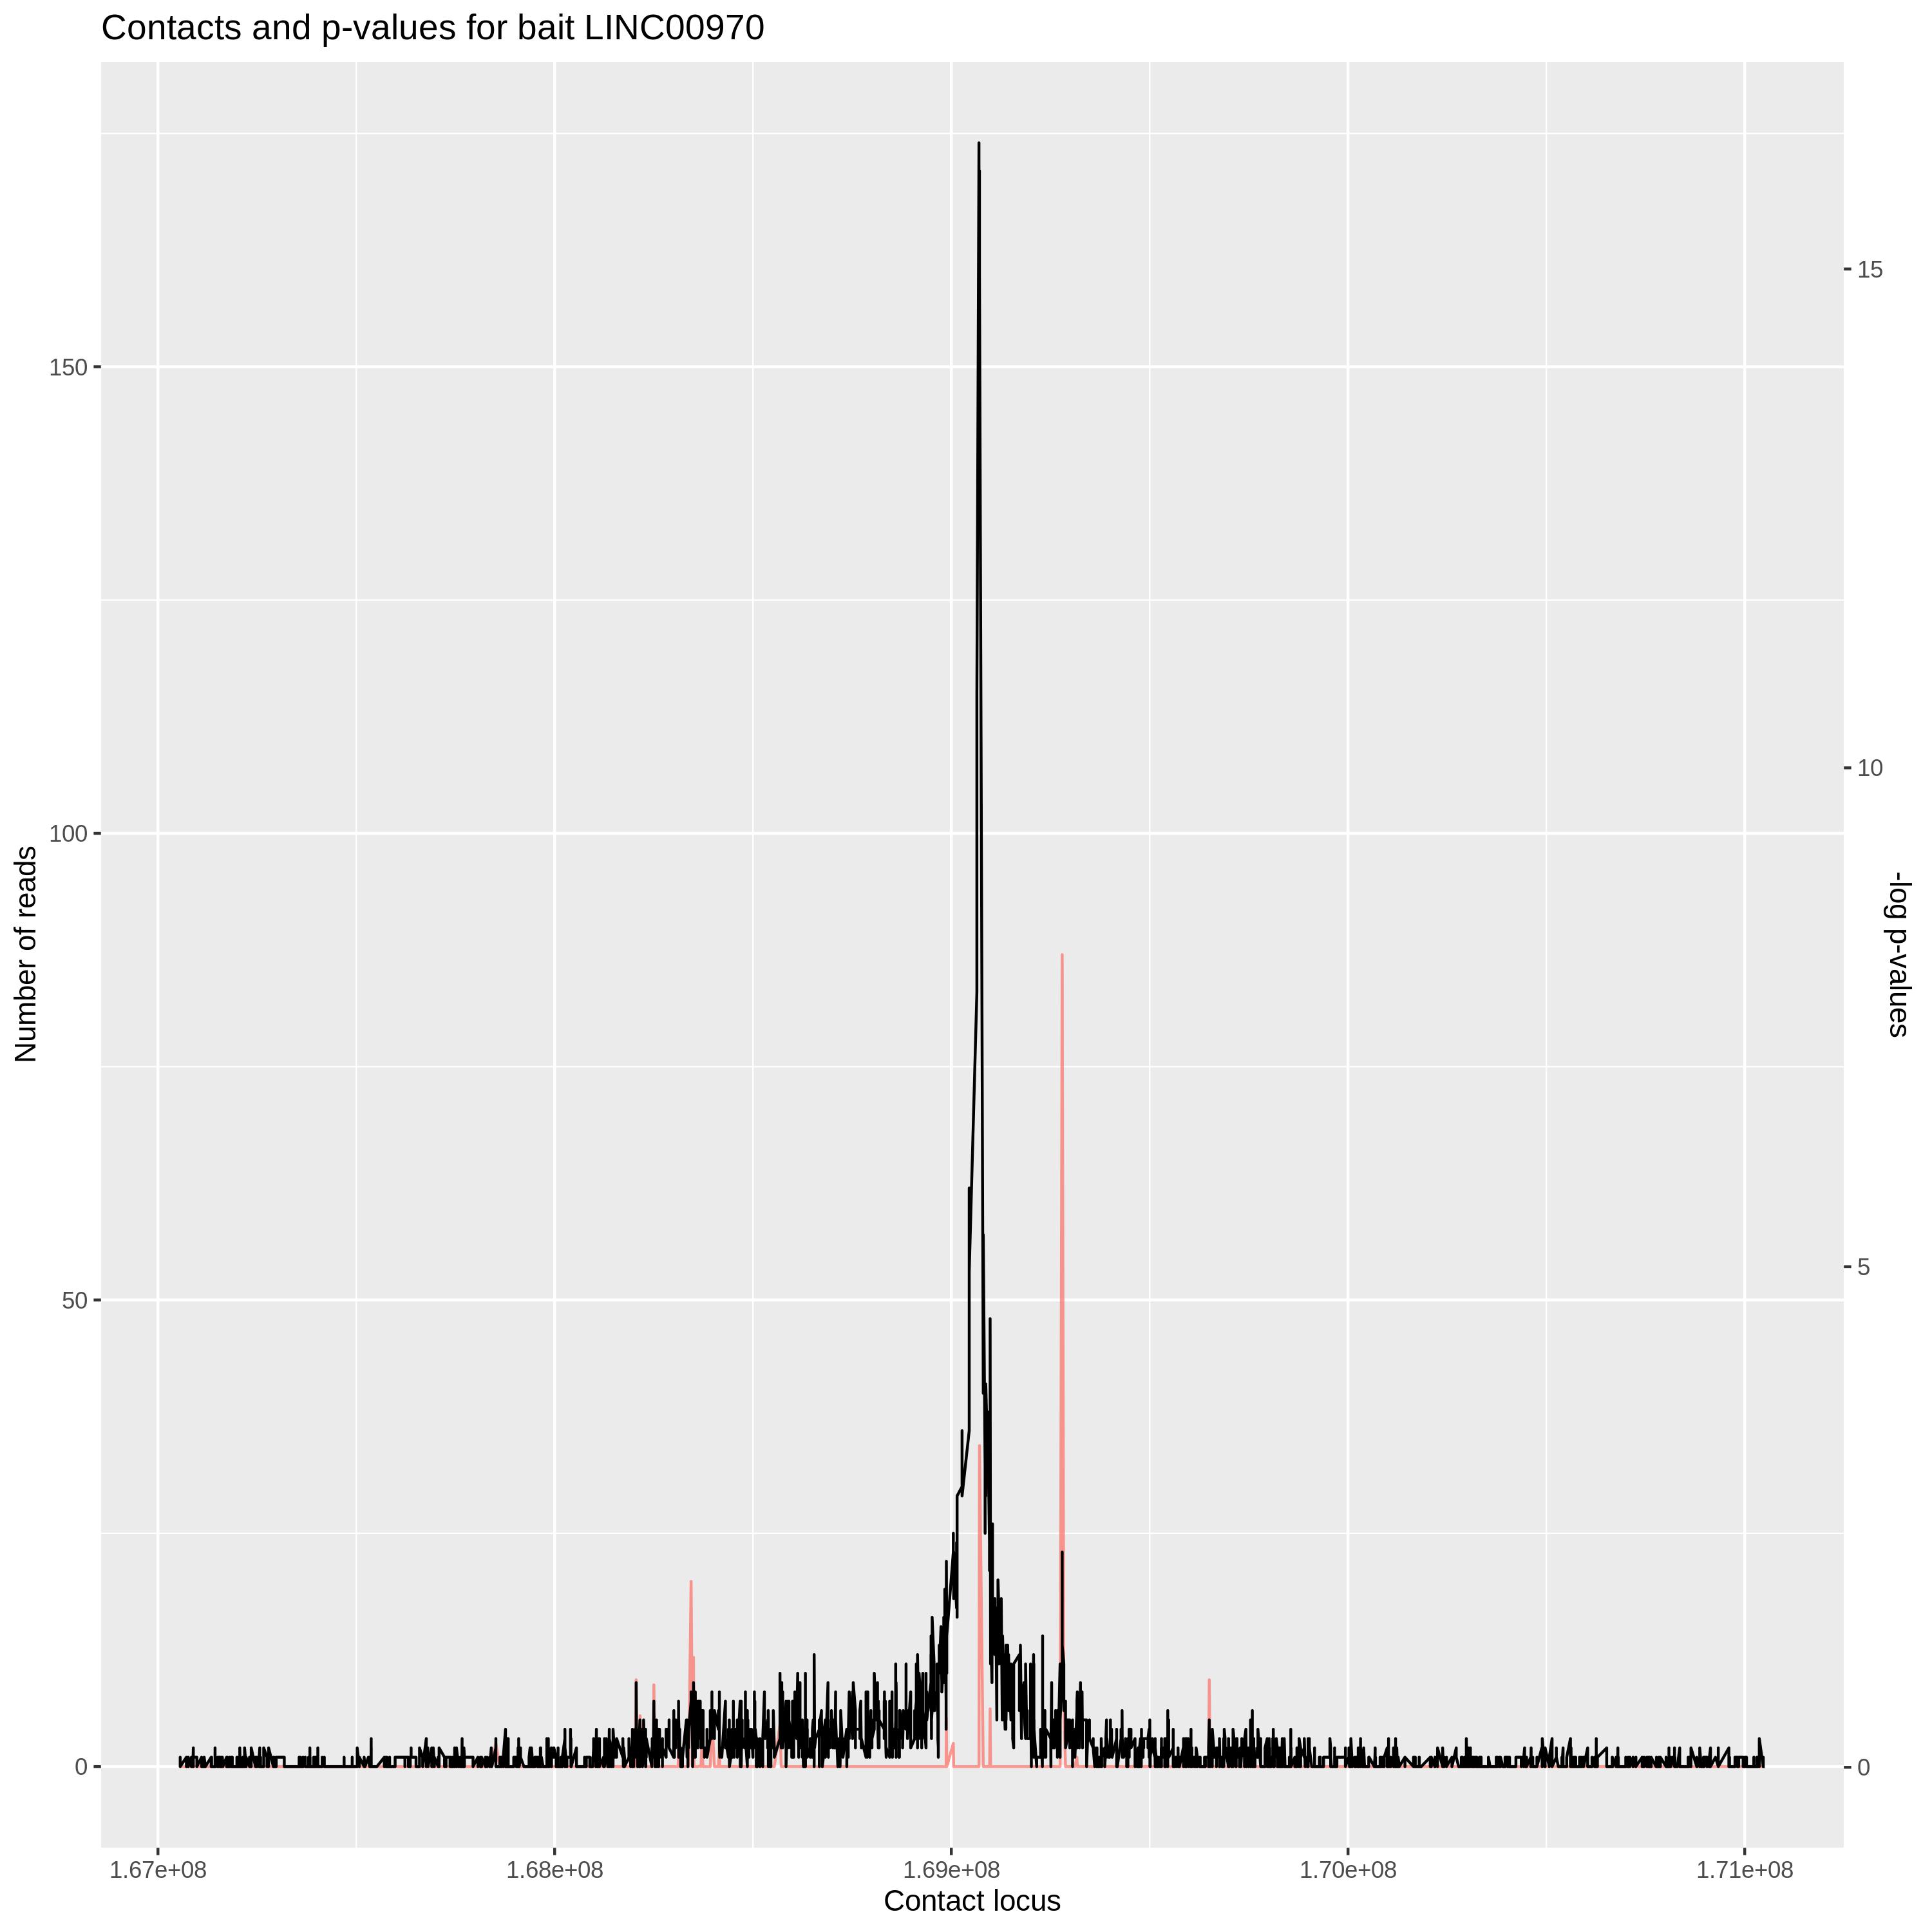 Contacts and p-values for bait LINC00970
150
100
50
0
Number of reads
15
10
5
0
-log p-values
1.67e+08
1.68e+08
1.69e+08
1.70e+08
1.71e+08
Contact locus